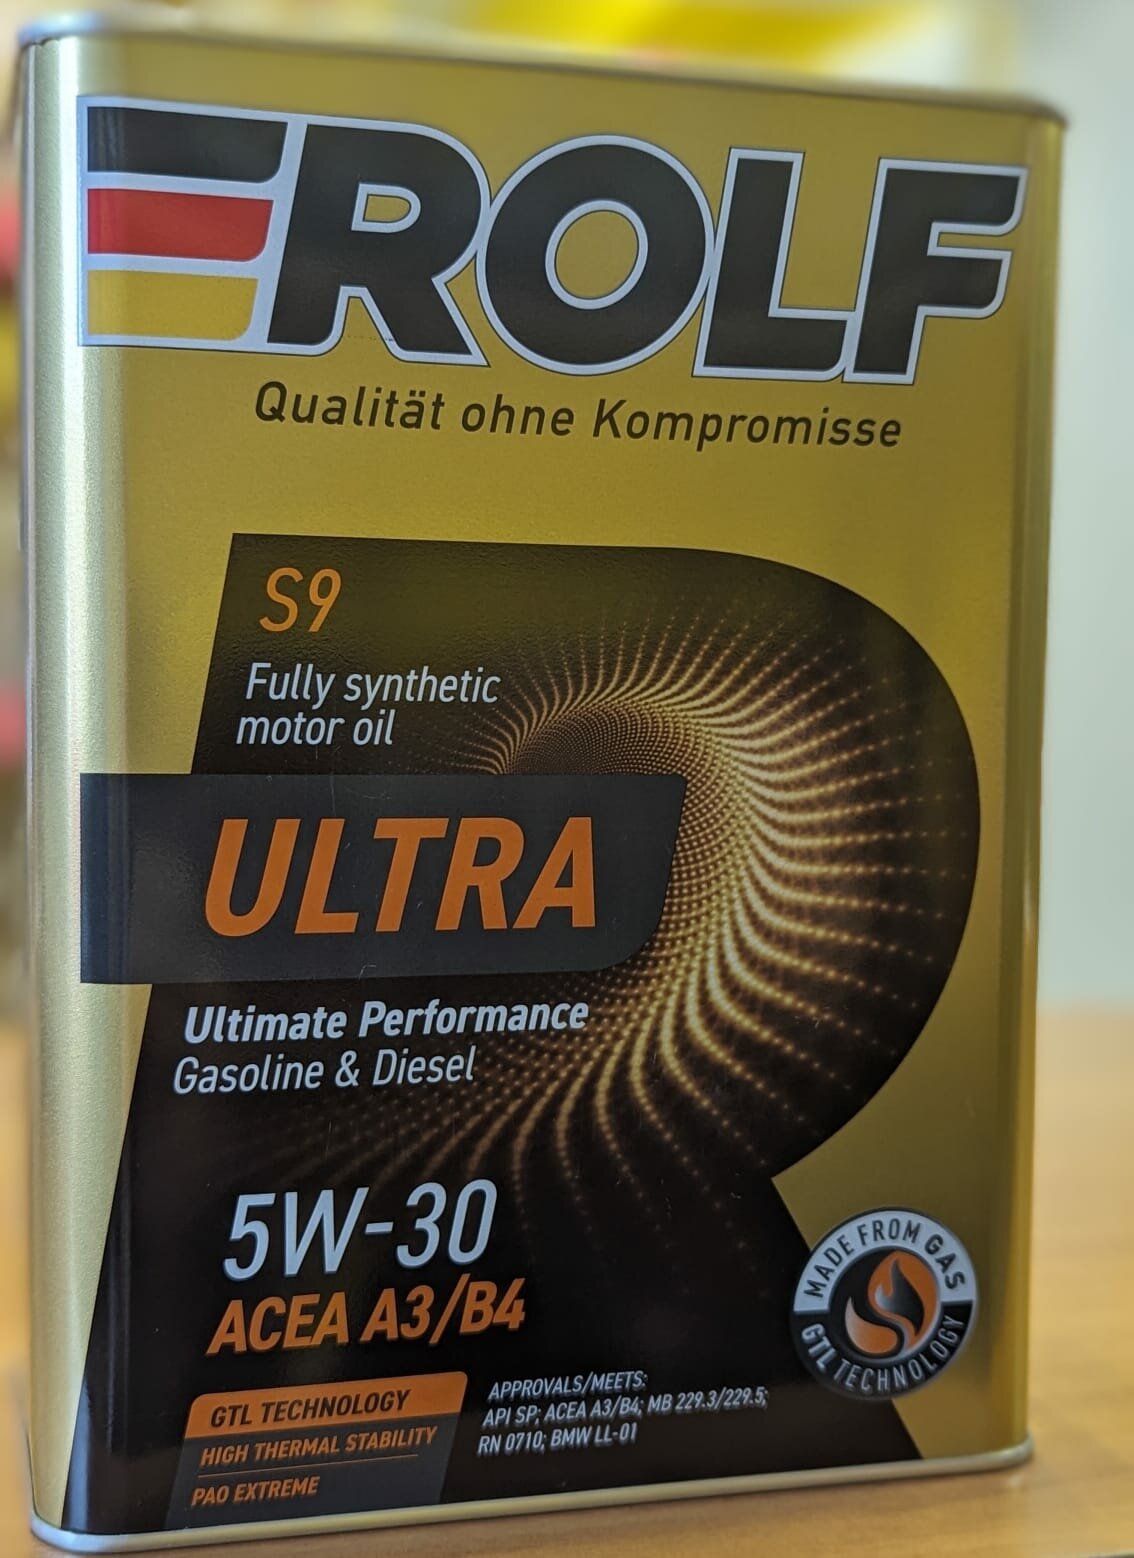 ROLF
Qualität ohne Kompromisse
S9
Fully synthetic
motor oil
ULTRA
Ultimate Performance
Gasoline & Diesel
5W-30
ACEA A3/B4
GTL TECHNOLOGY
HIGH THERMAL STABILITY
PAO EXTREME
APPROVALS/MEETS:
API SP; ACEA A3/B4; MB 229.3/229.5;
RN 0710; BMW LL-01
MADE FROM GAS
GTL TECHNOLOGY